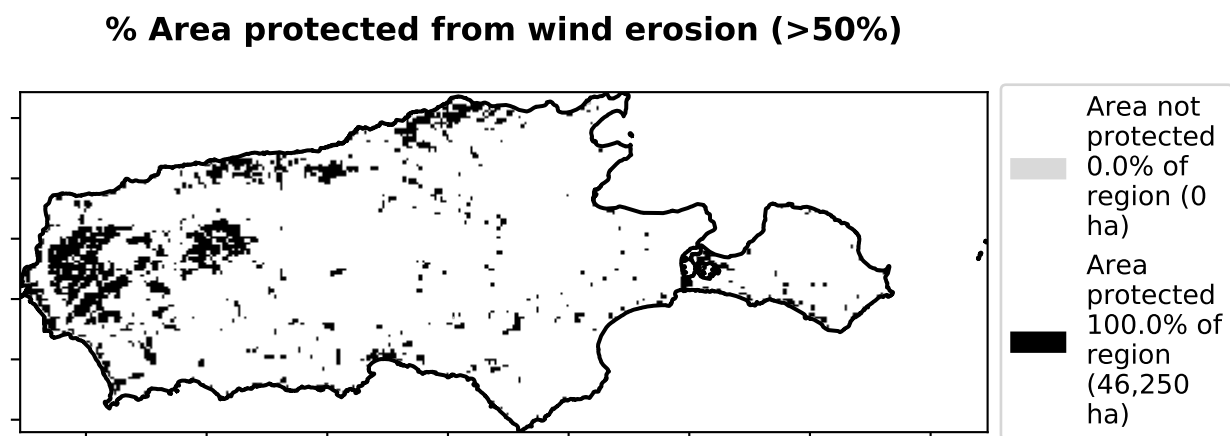 % Area protected from wind erosion (>50%)
Area not
protected
0.0% of
region (0
ha)
Area
protected
100.0% of
region
(46,250
ha)